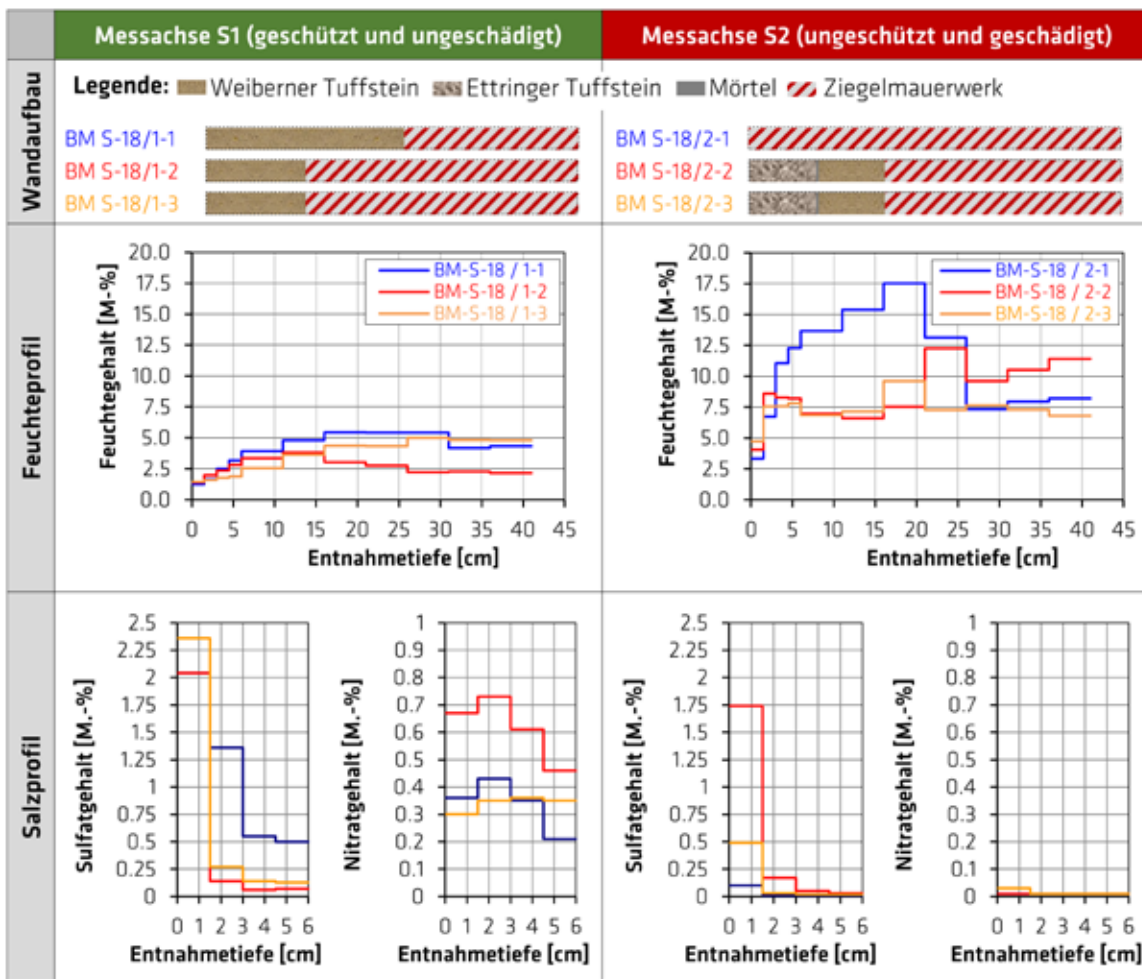 Messachse S1 (geschützt und ungeschädigt)
Messachse S2 (ungeschützt und geschädigt)
Wandaufbau
Legende: Weiberner Tuffstein Ettringer Tuffstein Mörtel Ziegelmauerwerk
BM S-18/1-1
BM S-18/1-2
BM S-18/1-3
BM S-18/2-1
BM S-18/2-2
BM S-18/2-3
Feuchteprofil
Feuchtegehalt [M-%]
20.0
17.5
15.0
12.5
10.0
7.5
5.0
2.5
0.0
BM-S-18 / 1-1
BM-S-18 / 1-2
BM-S-18 / 1-3
0 5 10 15 20 25 30 35 40 45
Entnahmetiefe [cm]
Feuchtegehalt [M-%]
20.0
17.5
15.0
12.5
10.0
7.5
5.0
2.5
0.0
BM-S-18 / 2-1
BM-S-18 / 2-2
BM-S-18 / 2-3
0 5 10 15 20 25 30 35 40 45
Entnahmetiefe [cm]
Salzprofil
Sulfatgehalt [M.-%]
2.5
2.25
2
1.75
1.5
1.25
1
0.75
0.5
0.25
0
0 1 2 3 4 5 6
Entnahmetiefe [cm]
Nitratgehalt [M.-%]
1
0.9
0.8
0.7
0.6
0.5
0.4
0.3
0.2
0.1
0
0 1 2 3 4 5 6
Entnahmetiefe [cm]
Sulfatgehalt [M.-%]
2.5
2.25
2
1.75
1.5
1.25
1
0.75
0.5
0.25
0
0 1 2 3 4 5 6
Entnahmetiefe [cm]
Nitratgehalt [M.-%]
1
0.9
0.8
0.7
0.6
0.5
0.4
0.3
0.2
0.1
0
0 1 2 3 4 5 6
Entnahmetiefe [cm]